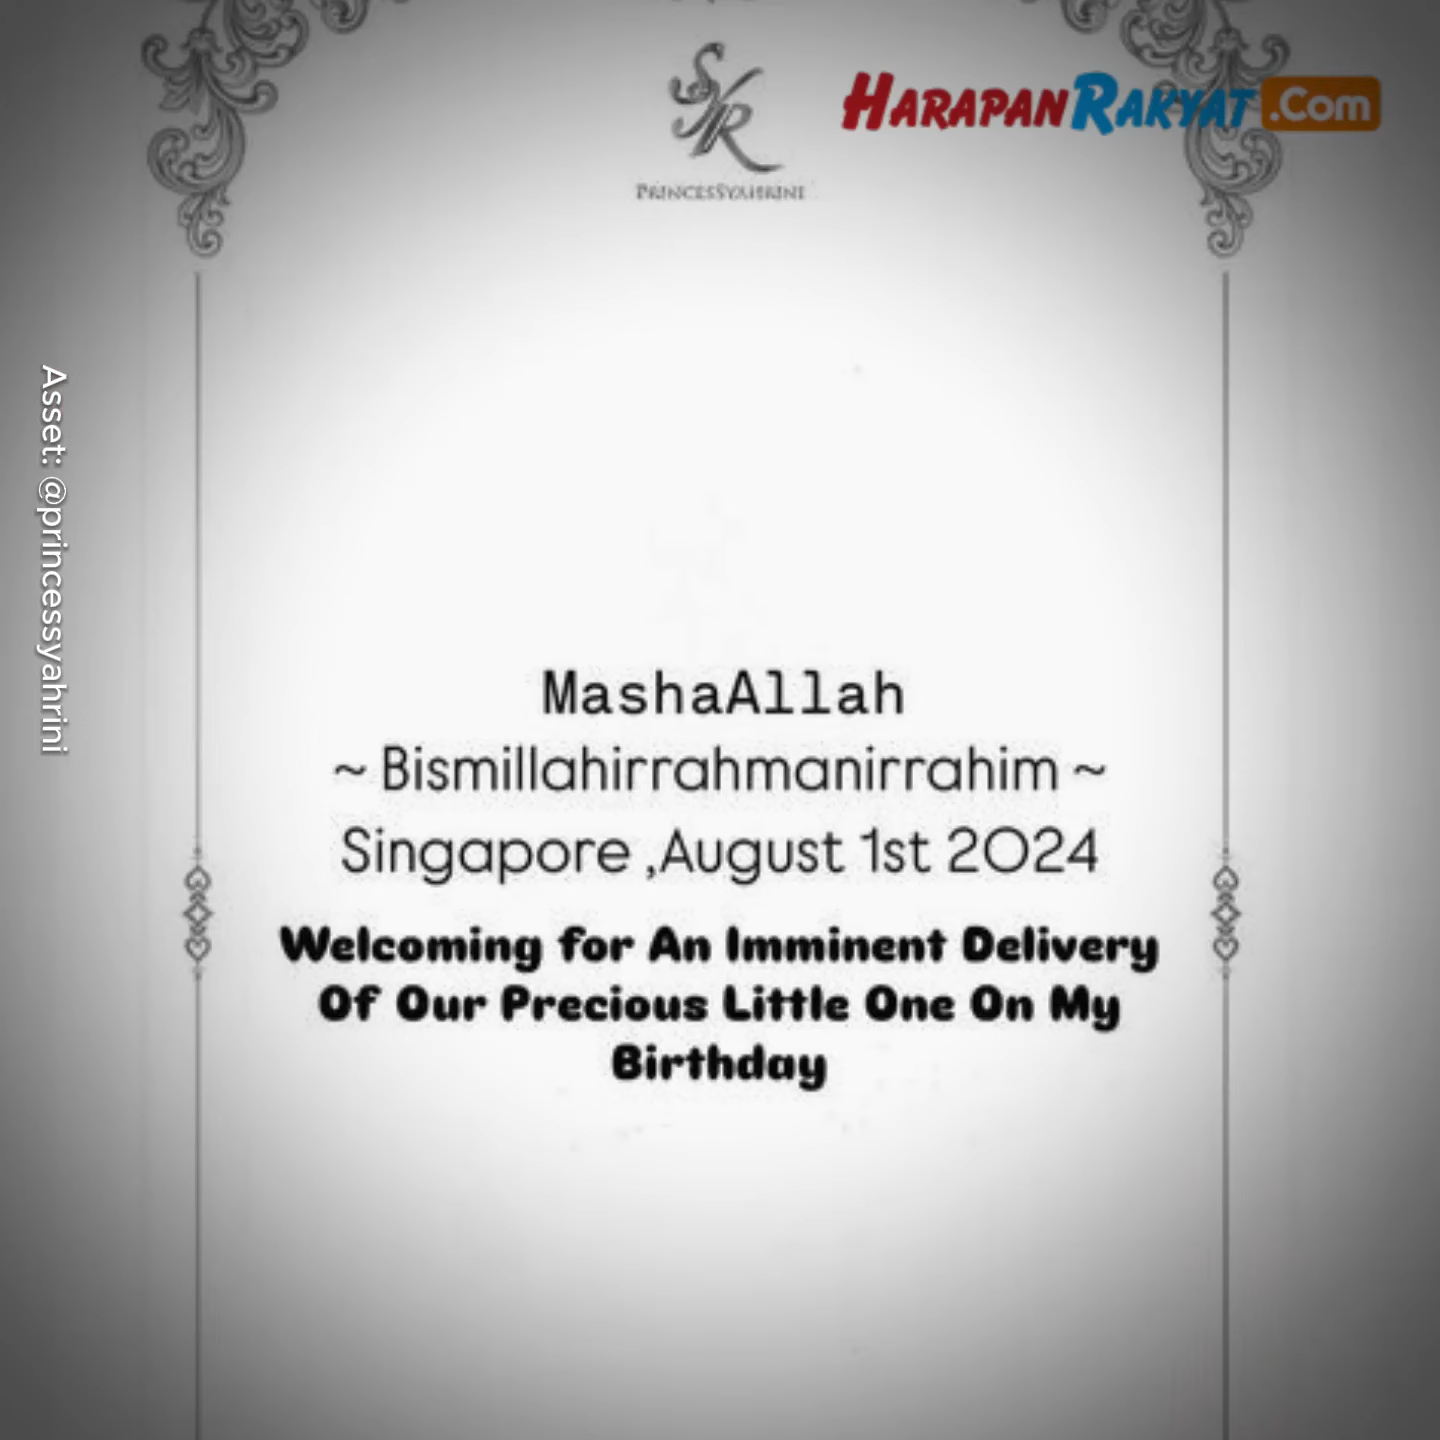 SYR
PRINCESSYAHRINI
HARAPANRAKYAT.Com
Asset: @princessyahrini
MashaAllah
~ Bismillahirrahmanirrahim ~
Singapore ,August 1st 2024
Welcoming for An Imminent Delivery
Of Our Precious Little One On My
Birthday